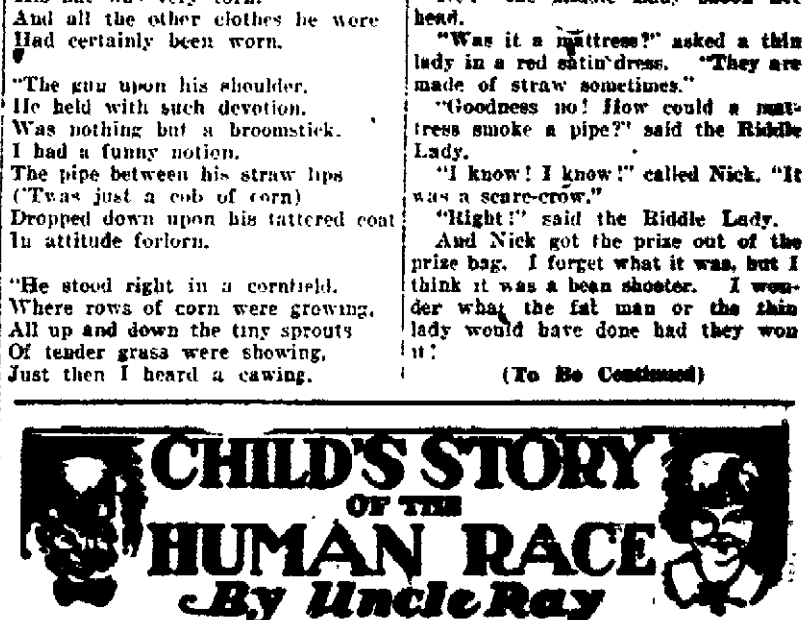 And all the other clothes he wore
Had certainly been worn.
"The gun upon his shoulder.
He held with such devotion.
Was nothing but a broomstick.
I had a funny notion.
The pipe between his straw lips
('Twas just a cob of corn)
Dropped down upon his tattered coat
In attitude forlorn.
"He stood right in a cornfield.
Where rows of corn were growing,
All up and down the tiny sprouts
Of tender grass were showing,
Just then I heard a cawing.
head.
"Was it a mattress?" asked a thin
lady in a red satin dress. "They are
made of straw sometimes."
"Goodness no! How could a mat-
tress smoke a pipe?" said the Riddle
Lady.
"I know! I know!" called Nick. "It
was a scare-crow."
"Right!" said the Riddle Lady.
And Nick got the prize out of the
prize bag. I forget what it was, but I
think it was a bean shooter. I won-
der what the fat man or the thin
lady would have done had they won
it!
(To Be Continued)
CHILD'S STORY
OF THE
HUMAN RACE
By Uncle Ray